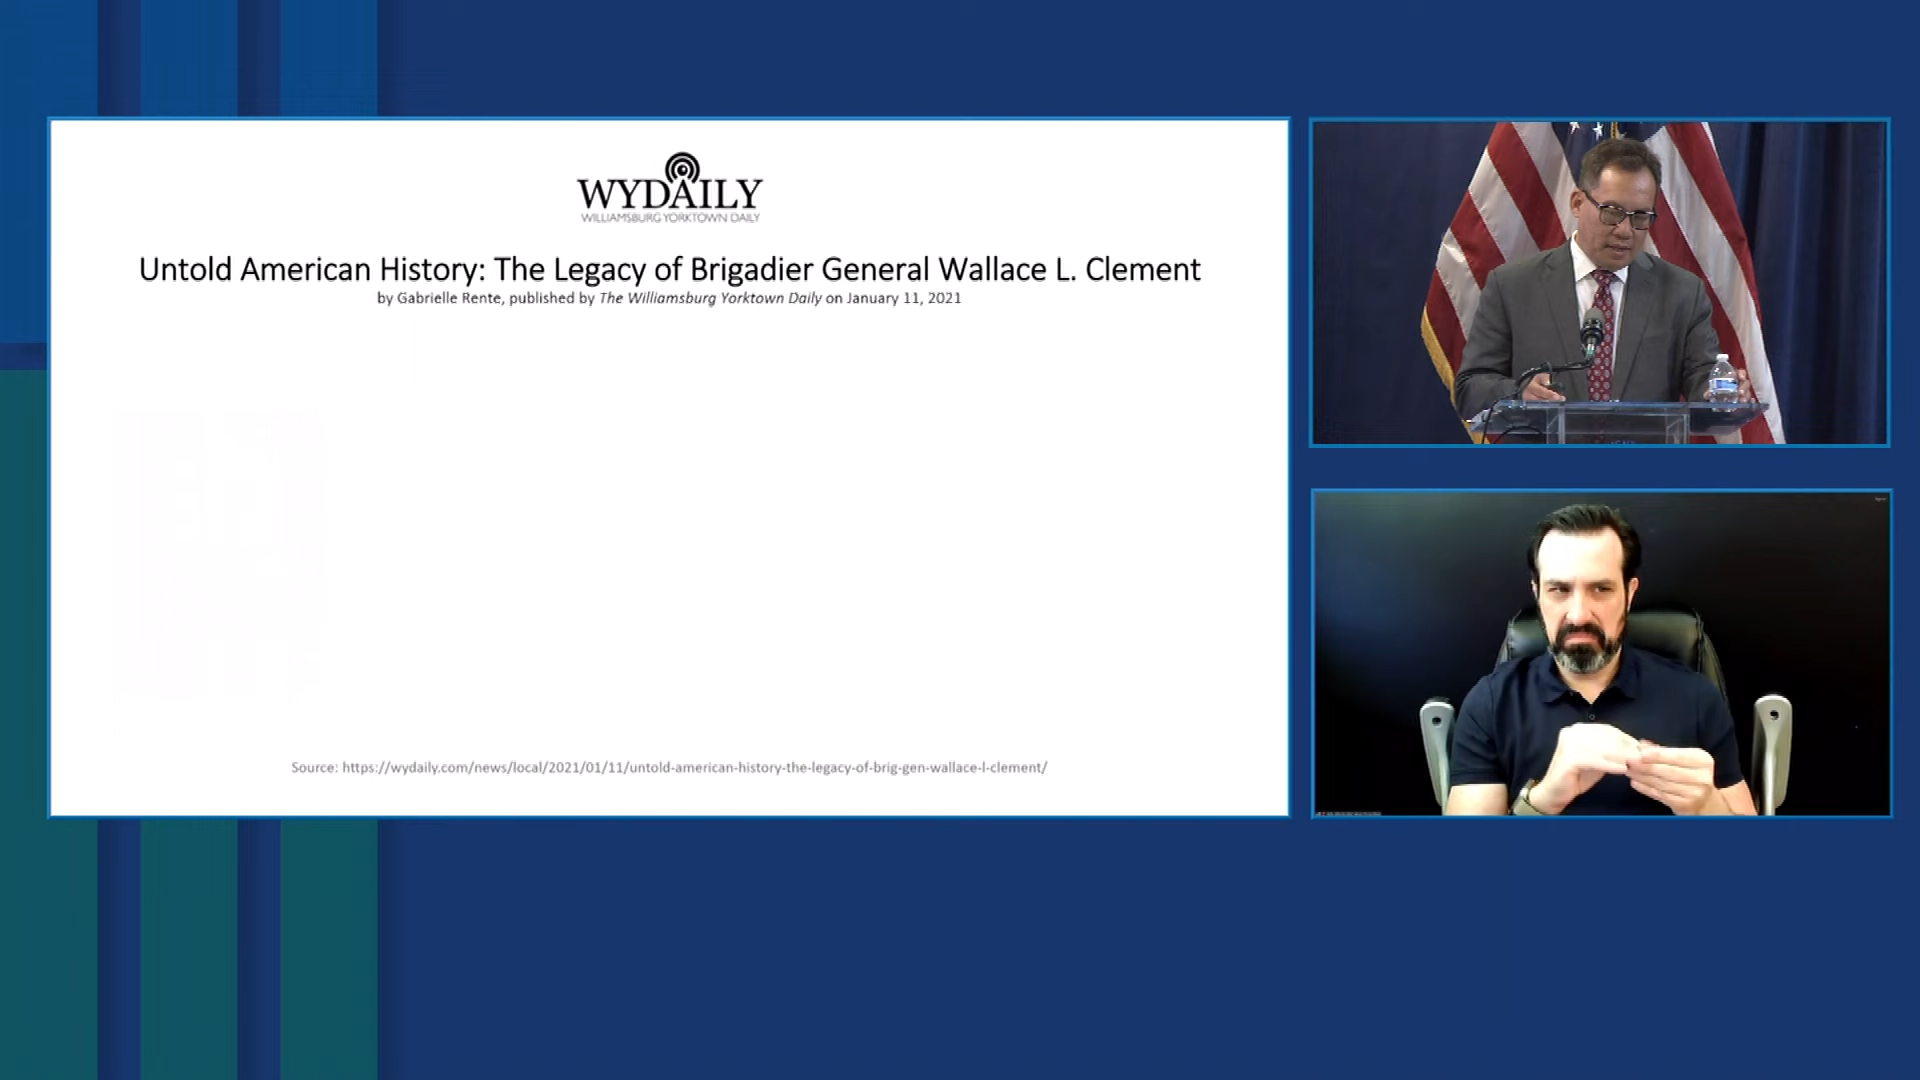 WYDAILY
WILLIAMSBURG YORKTOWN DAILY
Untold American History: The Legacy of Brigadier General Wallace L. Clement
by Gabrielle Rente, published by The Williamsburg Yorktown Daily on January 11, 2021
Source: https://wydaily.com/news/local/2021/01/11/untold-american-history-the-legacy-of-brig-gen-wallace-l-clement/